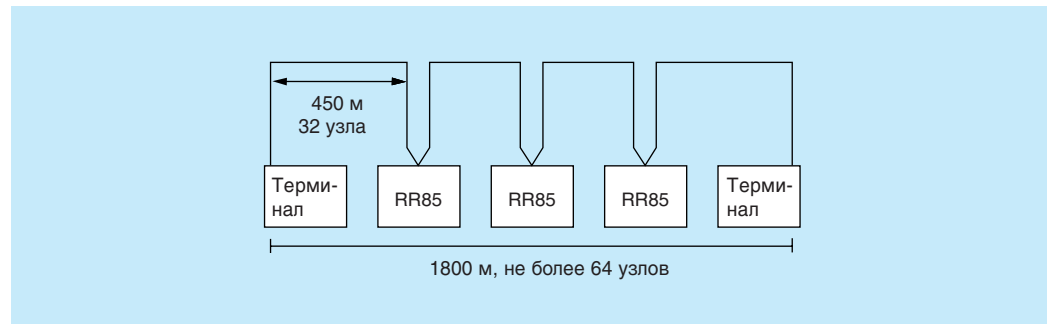 450 м
32 узла
Терми-
нал
RR85
RR85
RR85
Терми-
нал
1800 м, не более 64 узлов